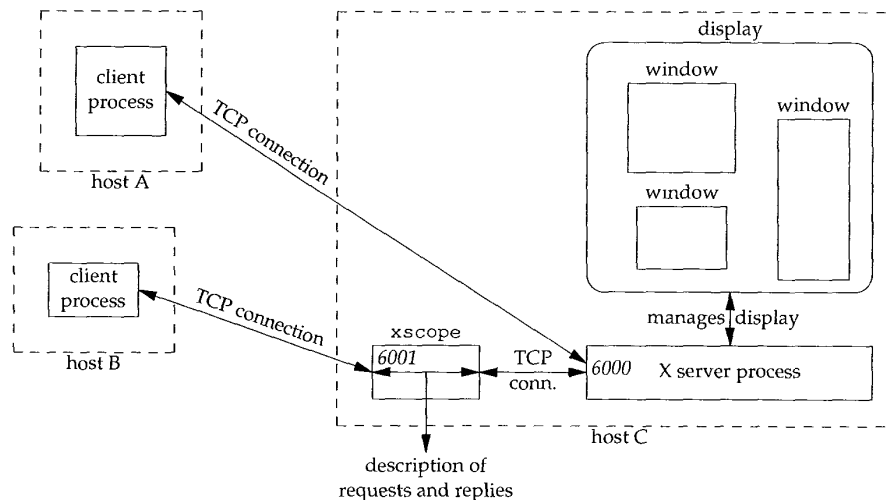 display
client
process
window
window
TCP connection
host A
window
client
process
TCP connection
manages display
xscope
host B
6001
TCP
conn.
6000
X server process
host C
description of
requests and replies